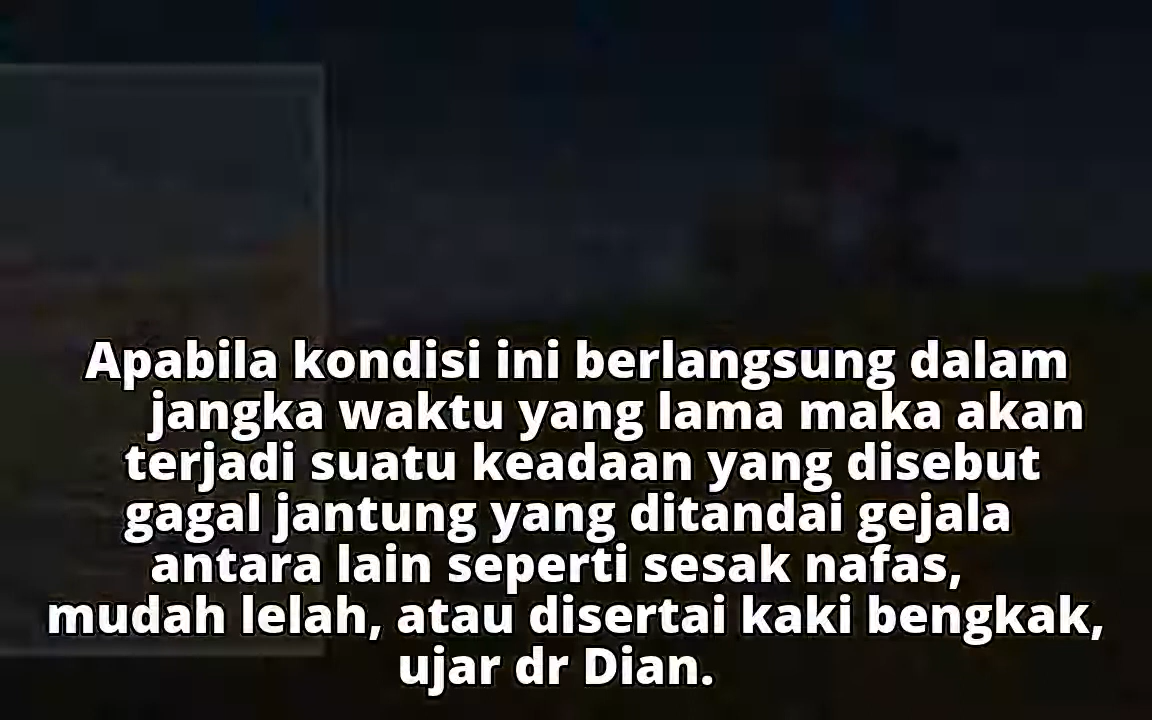 Apabila kondisi ini berlangsung dalam
jangka waktu yang lama maka akan
terjadi suatu keadaan yang disebut
gagal jantung yang ditandai gejala
antara lain seperti sesak nafas,
mudah lelah, atau disertai kaki bengkak,
ujar dr Dian.